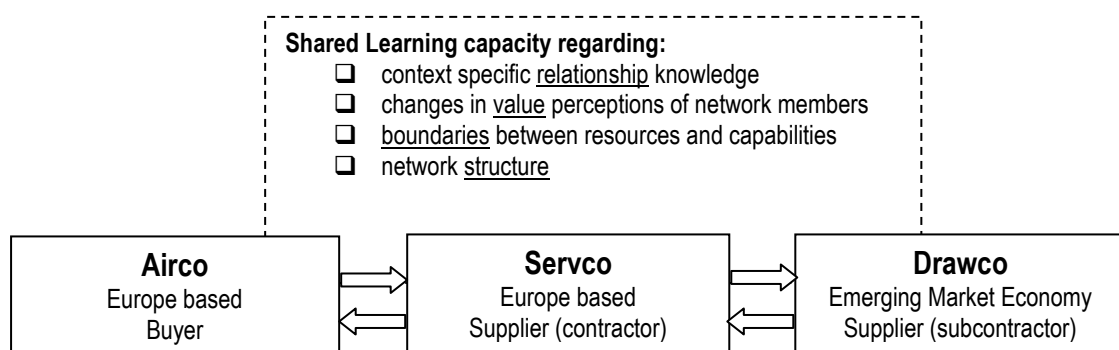 Shared Learning capacity regarding:
❑ context specific relationship knowledge
❑ changes in value perceptions of network members
❑ boundaries between resources and capabilities
❑ network structure
Airco
Europe based
Buyer
Servco
Europe based
Supplier (contractor)
Drawco
Emerging Market Economy
Supplier (subcontractor)